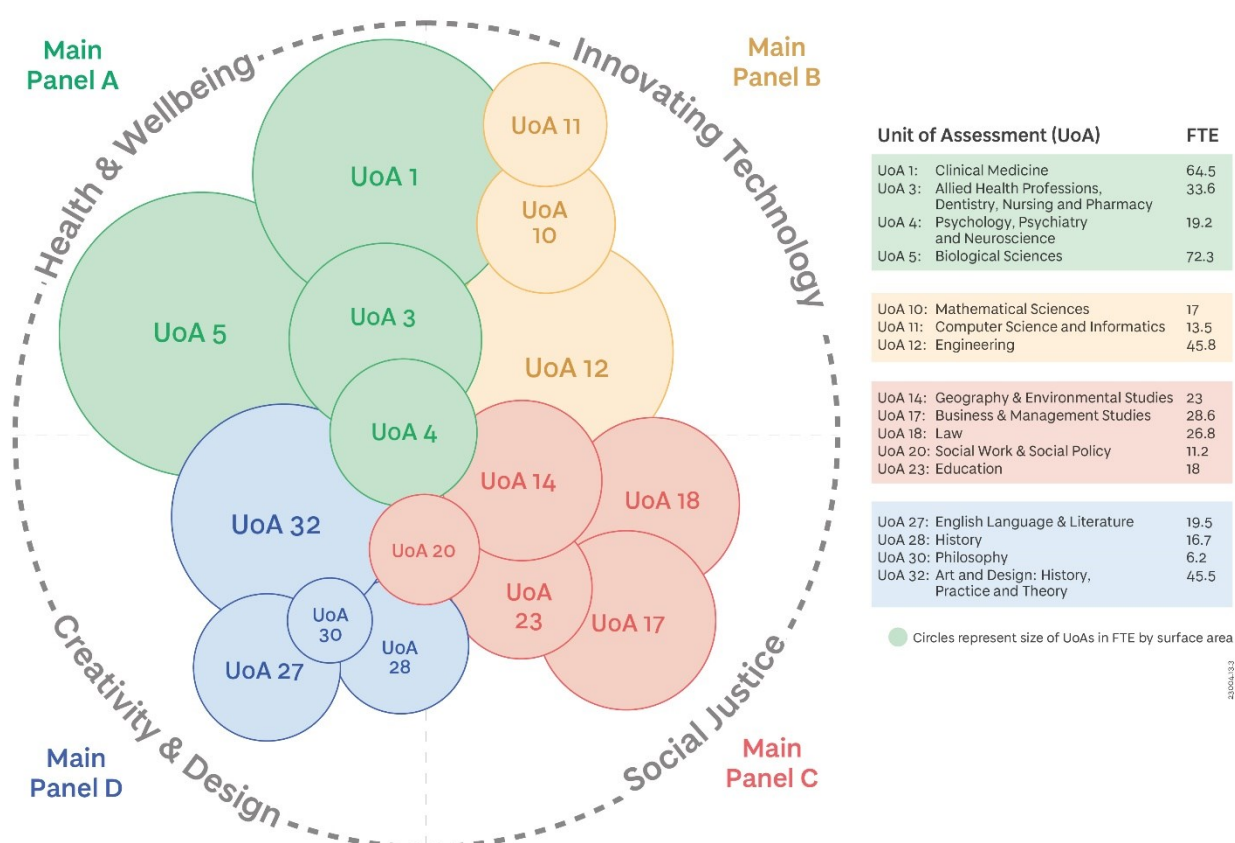 Main
Panel A
Health & Wellbeing
Innovating Technology
Main
Panel B
UoA 1
UoA 11
UoA
10
UoA 5
UoA 3
UoA 12
UoA 4
UoA 14
UoA 18
UoA 32
UoA 20
UoA
23
UoA 17
UoA
30
UoA
28
UoA 27
Creativity & Design
Social Justice
Main
Panel D
Main
Panel C
Unit of Assessment (UoA) FTE
UoA 1: Clinical Medicine 64.5
UoA 3: Allied Health Professions, 33.6
Dentistry, Nursing and Pharmacy
UoA 4: Psychology, Psychiatry 19.2
and Neuroscience
UoA 5: Biological Sciences 72.3
UoA 10: Mathematical Sciences 17
UoA 11: Computer Science and Informatics 13.5
UoA 12: Engineering 45.8
UoA 14: Geography & Environmental Studies 23
UoA 17: Business & Management Studies 28.6
UoA 18: Law 26.8
UoA 20: Social Work & Social Policy 11.2
UoA 23: Education 18
UoA 27: English Language & Literature 19.5
UoA 28: History 16.7
UoA 30: Philosophy 6.2
UoA 32: Art and Design: History, 45.5
Practice and Theory
Circles represent size of UoAs in FTE by surface area
23004.13.3